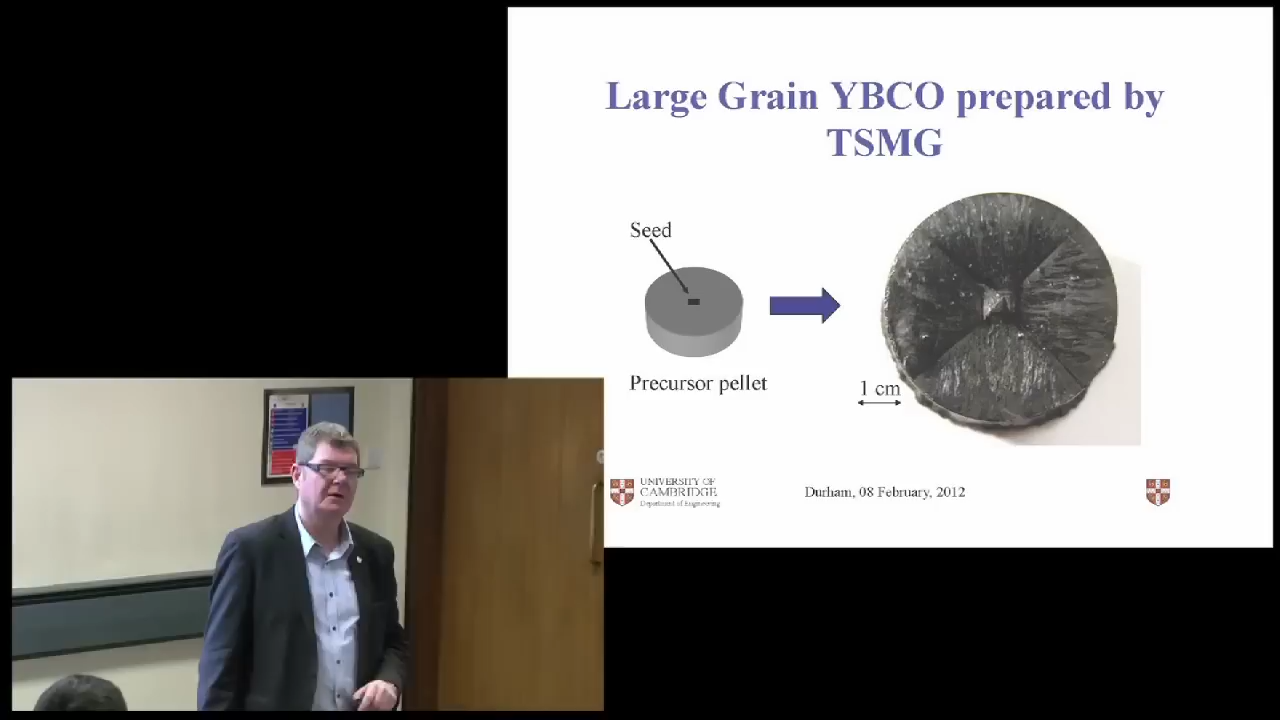 Large Grain YBCO prepared by
TSMG
Seed
Precursor pellet
1 cm
UNIVERSITY OF
CAMBRIDGE
Department of Engineering
Durham, 08 February, 2012